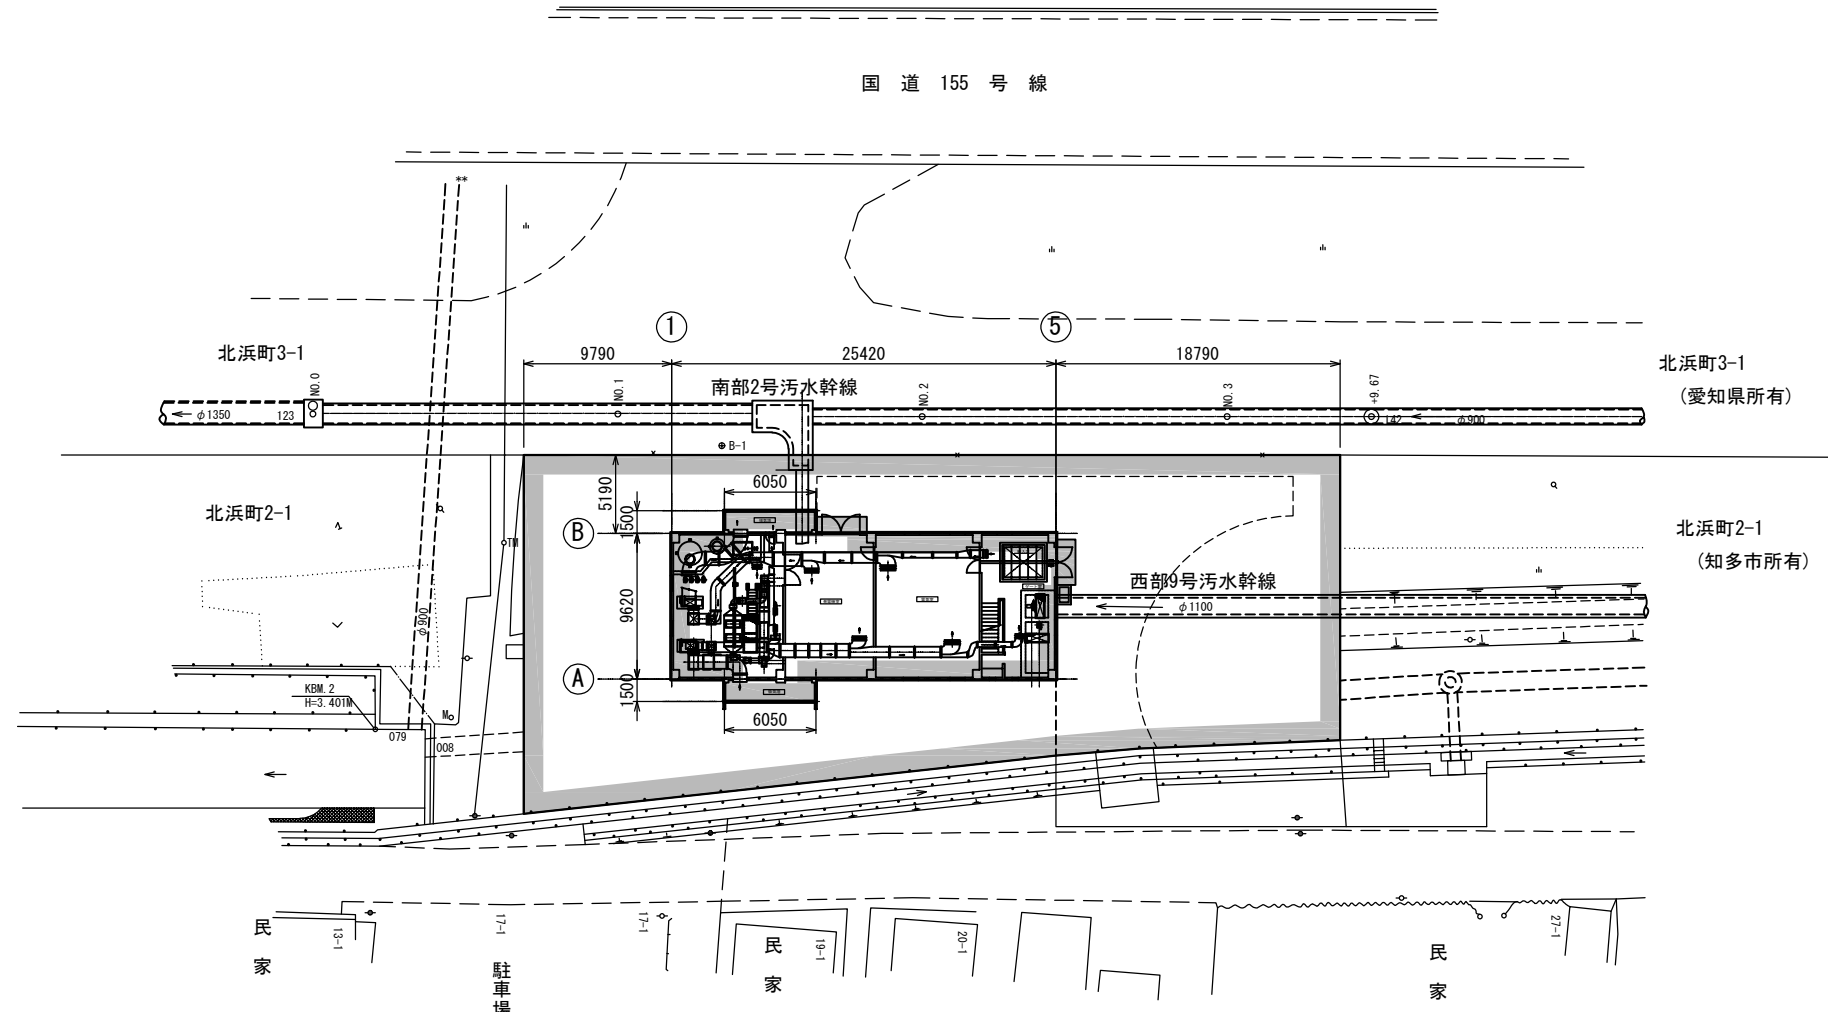 国 道 155 号 線
**
① ⑤
北浜町3-1
9790 25420 18790
北浜町3-1
(愛知県所有)
南部2号汚水幹線
NO.0 NO.1 NO.2 NO.3 +9.67
φ1350 123 142 φ900
B-1
6050
5190
1500
北浜町2-1
北浜町2-1
(知多市所有)
B
TM
西部9号汚水幹線
φ1100
9620
φ900
A
1500
6050
KBM.2
H=3.401M
M
079 008
民家 13-1 17-1 駐車場 17-1 民家 19-1 20-1 民家 27-1